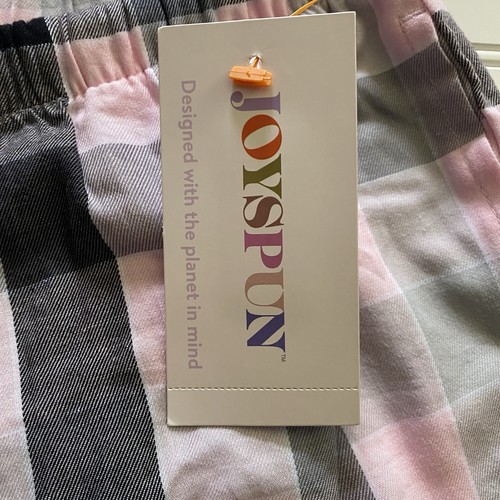 JOYSPUN™
Designed with the planet in mind